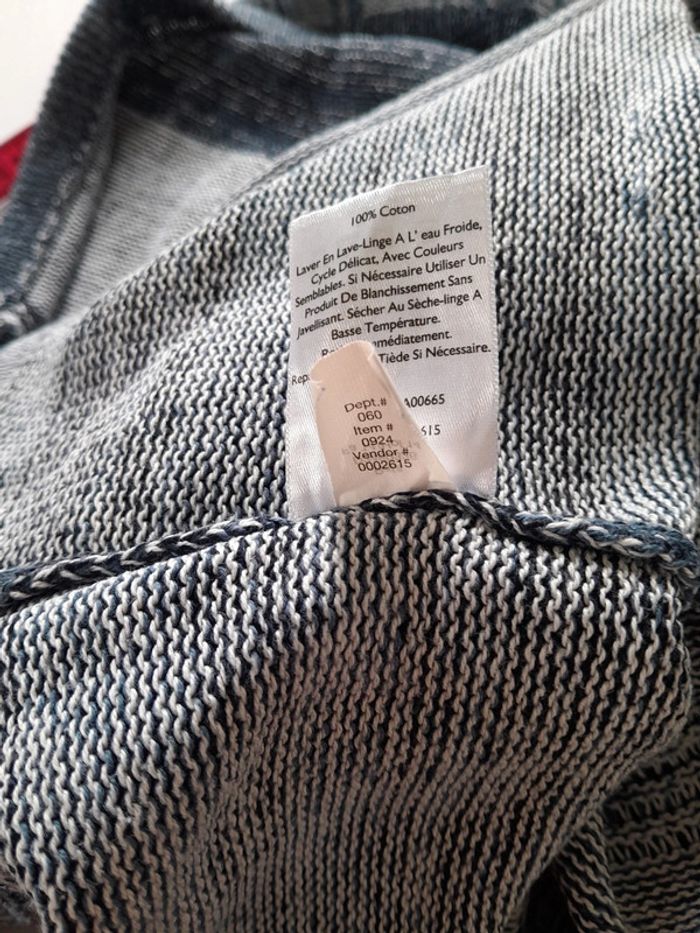 100% Coton
Laver En Lave-Linge A L' eau Froide,
Cycle Délicat, Avec Couleurs
Semblables. Si Nécessaire Utiliser Un
Produit De Blanchissement Sans
Javellisant. Sécher Au Sèche-linge A
Basse Température.
Tiède Si Nécessaire.
A00665
Dept.#
060
Item #
0924
Vendor #
0002615